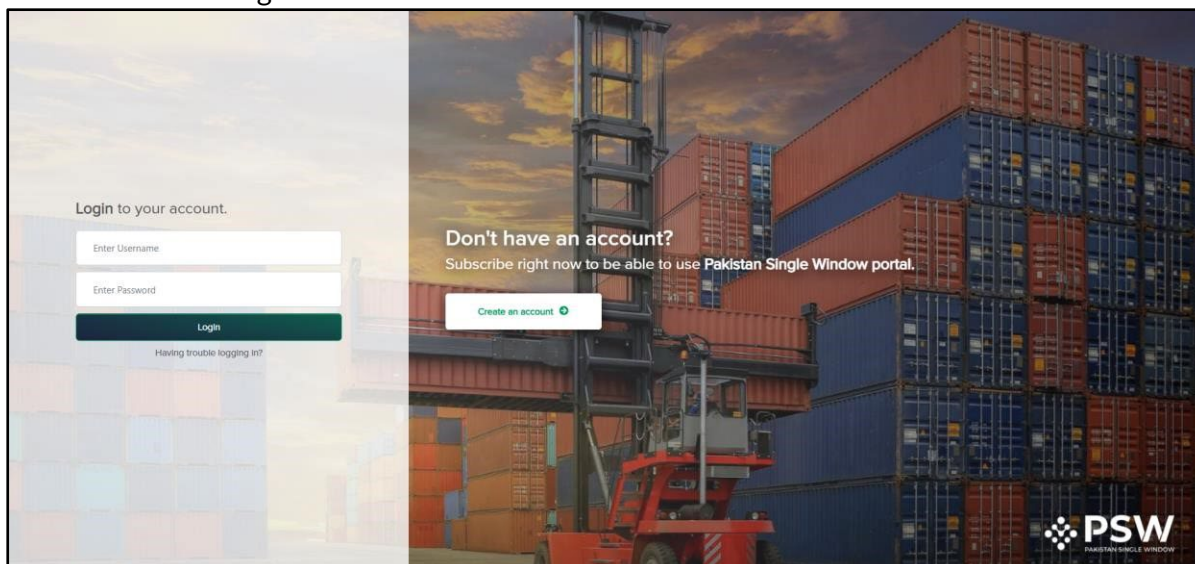 Login to your account.
Enter Username
Enter Password
Login
Having trouble logging in?
Don't have an account?
Subscribe right now to be able to use Pakistan Single Window portal.
Create an account
PSW
PAKISTAN SINGLE WINDOW